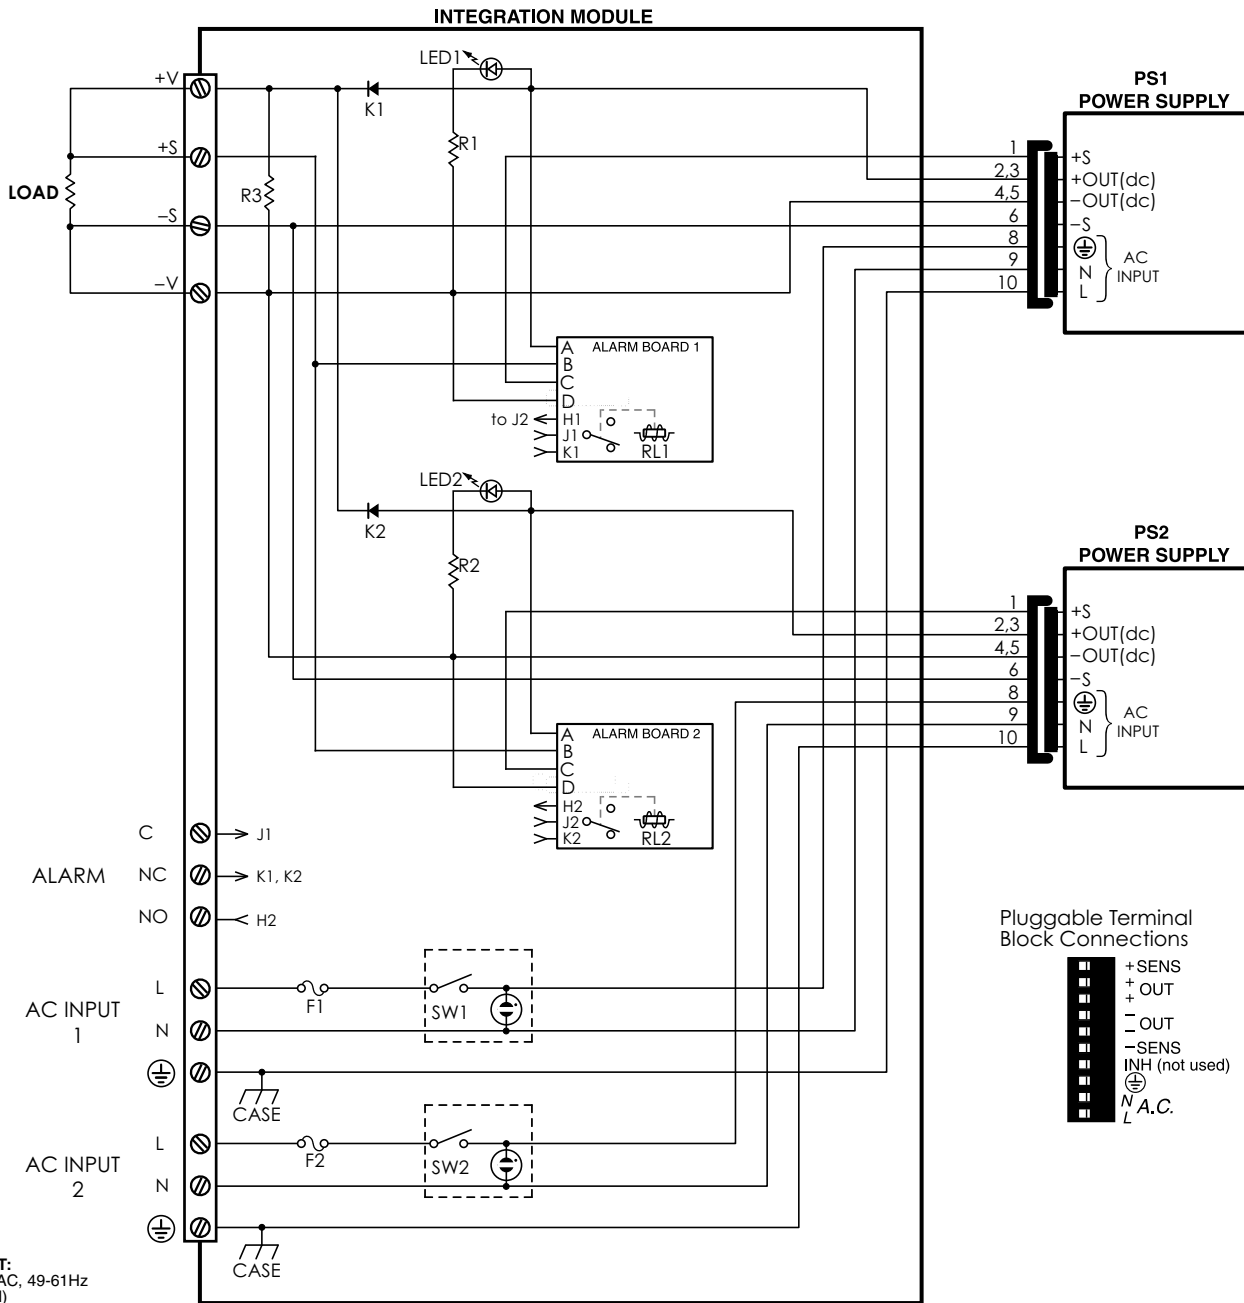 INTEGRATION MODULE
LED1
+V
K1
R1
+S
R3
LOAD
–S
–V
PS1
POWER SUPPLY
1
+S
2,3
+OUT(dc)
4,5
–OUT(dc)
6
–S
8
9
N
10
L
AC
INPUT
A
ALARM BOARD 1
B
C
D
to J2
H1
J1
K1
RL1
LED2
K2
R2
PS2
POWER SUPPLY
1
+S
2,3
+OUT(dc)
4,5
–OUT(dc)
6
–S
8
9
N
10
L
AC
INPUT
A
ALARM BOARD 2
B
C
D
H2
J2
K2
RL2
C
J1
ALARM
NC
K1, K2
NO
H2
AC INPUT
1
L
F1
SW1
N
CASE
AC INPUT
2
L
F2
SW2
N
CASE
Pluggable Terminal
Block Connections
+SENS
+
+ OUT
–
– OUT
–SENS
INH (not used)
N
L A.C.
T:
AC, 49-61Hz